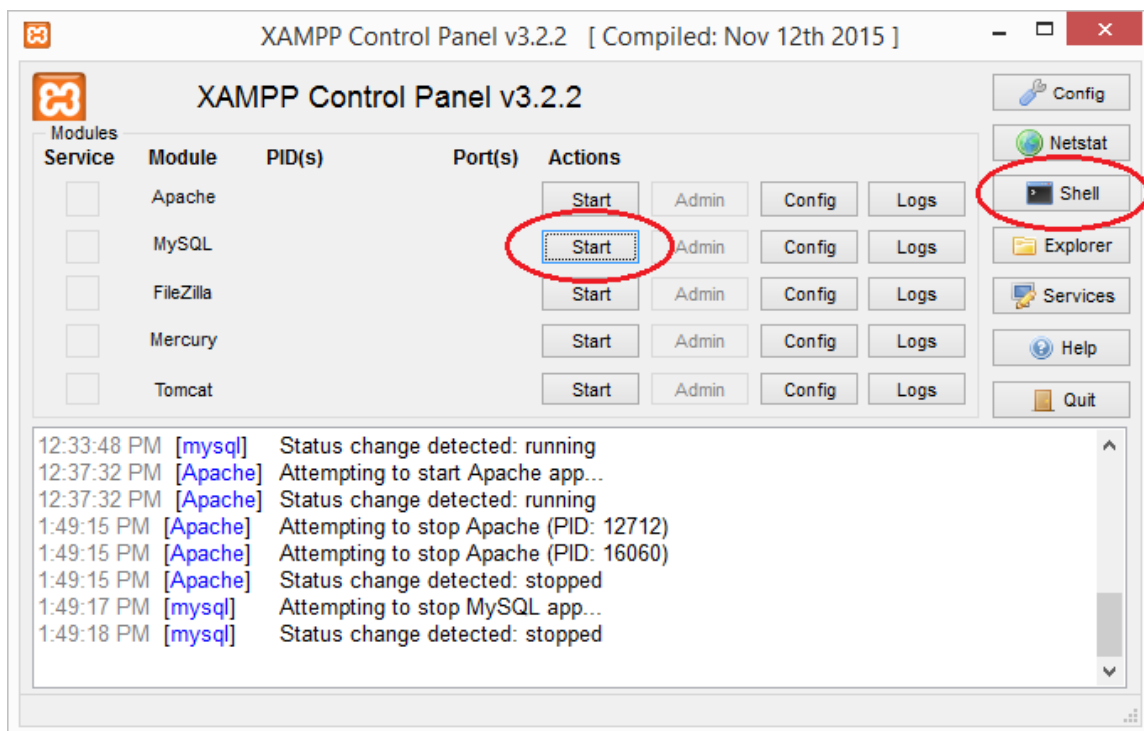 XAMPP Control Panel v3.2.2 [ Compiled: Nov 12th 2015 ]
XAMPP Control Panel v3.2.2
Config
Modules
Netstat
Service Module PID(s) Port(s) Actions
Shell
Apache Start Admin Config Logs
MySQL Start Admin Config Logs
Explorer
FileZilla Start Admin Config Logs
Services
Mercury Start Admin Config Logs
Help
Tomcat Start Admin Config Logs
Quit
12:33:48 PM [mysql] Status change detected: running
12:37:32 PM [Apache] Attempting to start Apache app...
12:37:32 PM [Apache] Status change detected: running
1:49:15 PM [Apache] Attempting to stop Apache (PID: 12712)
1:49:15 PM [Apache] Attempting to stop Apache (PID: 16060)
1:49:15 PM [Apache] Status change detected: stopped
1:49:17 PM [mysql] Attempting to stop MySQL app...
1:49:18 PM [mysql] Status change detected: stopped